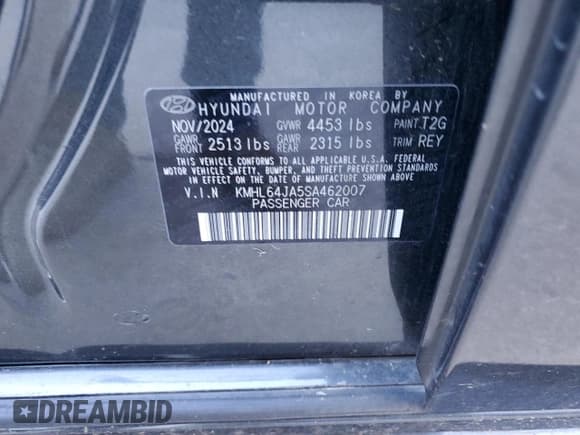 MANUFACTURED IN KOREA BY
HYUNDAI MOTOR COMPANY
NOV/2024 GVWR 4453 lbs PAINT T2G
GAWR FRONT 2513 lbs GAWR REAR 2315 lbs TRIM REY
THIS VEHICLE CONFORMS TO ALL APPLICABLE U.S.A. FEDERAL
MOTOR VEHICLE SAFETY, BUMPER, AND THEFT PREVENTION STANDARDS
IN EFFECT ON THE DATE OF MANUFACTURE SHOWN ABOVE.
V.I.N KMHL64JA5SA462007
PASSENGER CAR
DREAMBID